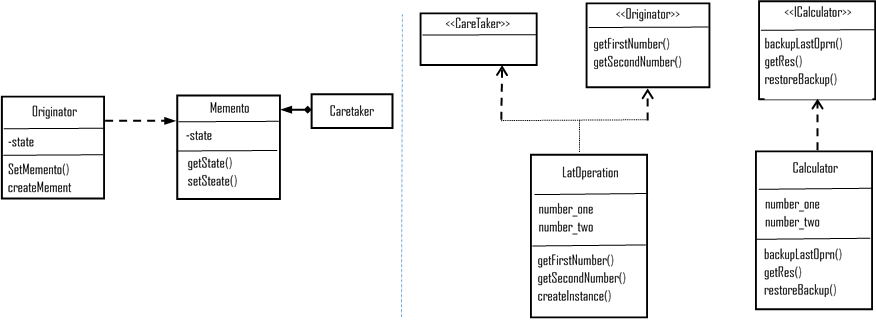 Originator
-state
SetMemento()
createMement
Memento
-state
getState()
setSteate()
Caretaker
<<CareTaker>>
<<Originator>>
getFirstNumber()
getSecondNumber()
LatOperation
number_one
number_two
getFirstNumber()
getSecondNumber()
createInstance()
<<ICalculator>>
backupLastOprn()
getRes()
restoreBackup()
Calculator
number_one
number_two
backupLastOprn()
getRes()
restoreBackup()